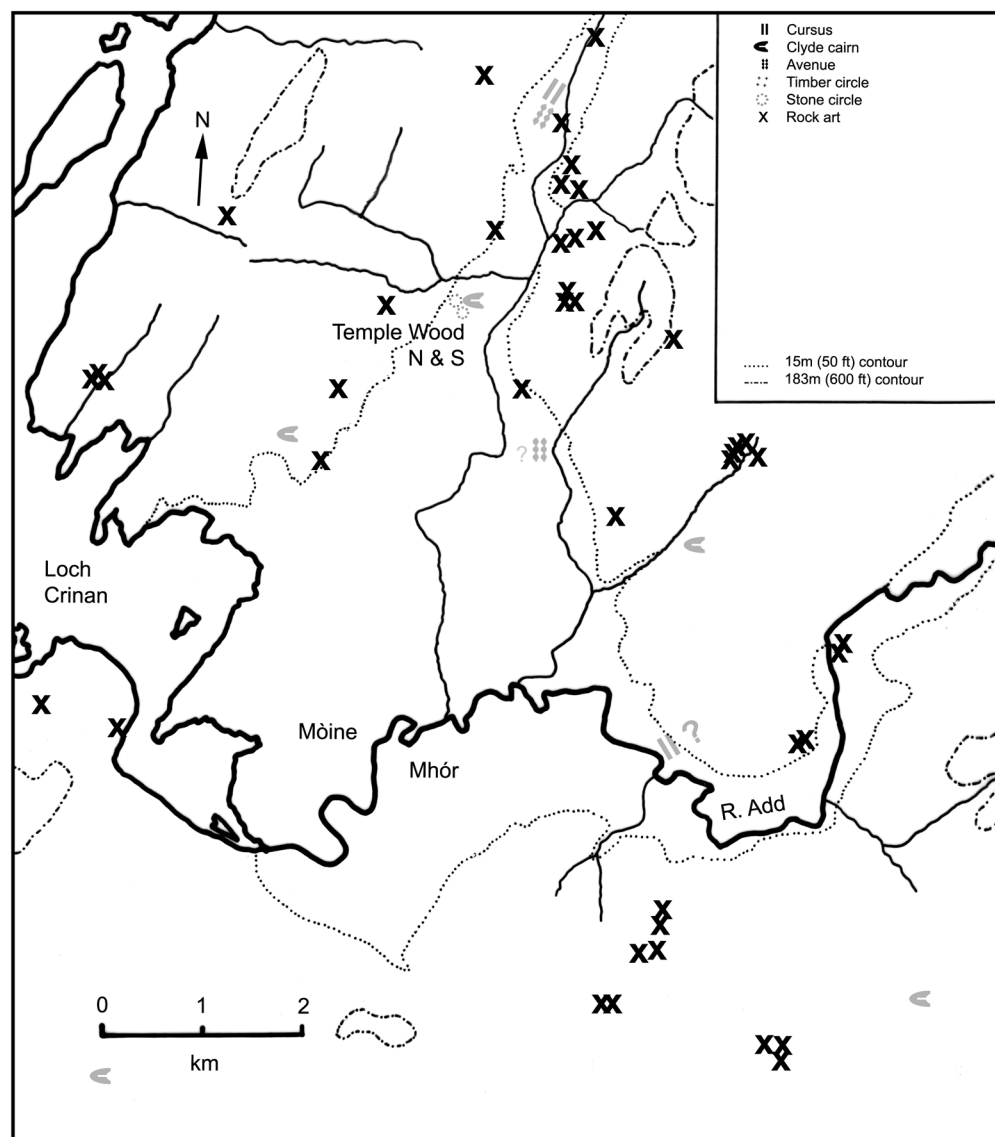 Cursus
Clyde cairn
Avenue
Timber circle
Stone circle
X Rock art
N
Temple Wood
N & S
15m (50 ft) contour
183m (600 ft) contour
?
Loch
Crinan
Mòine
Mhór
?
R. Add
0 1 2
km